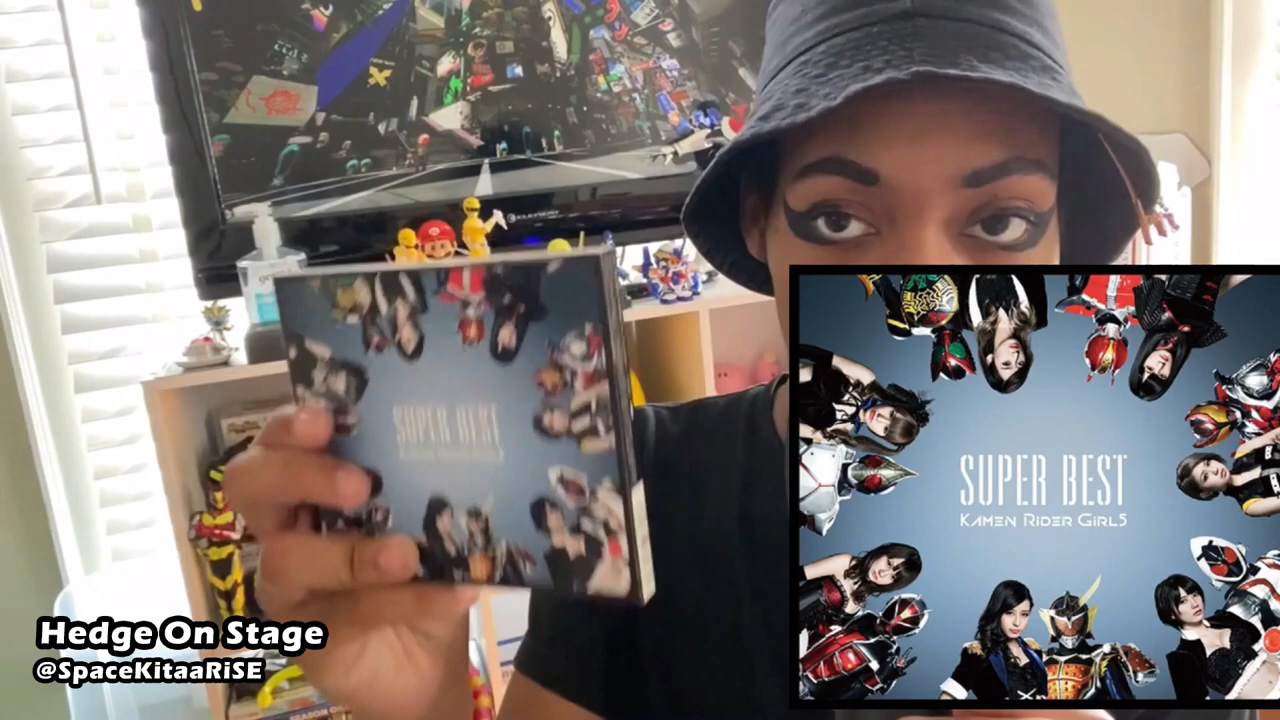 SUPER BEST
SUPER BEST
KAMEN RIDER GIRLS
Hedge On Stage
@SpaceKitaaRiSE